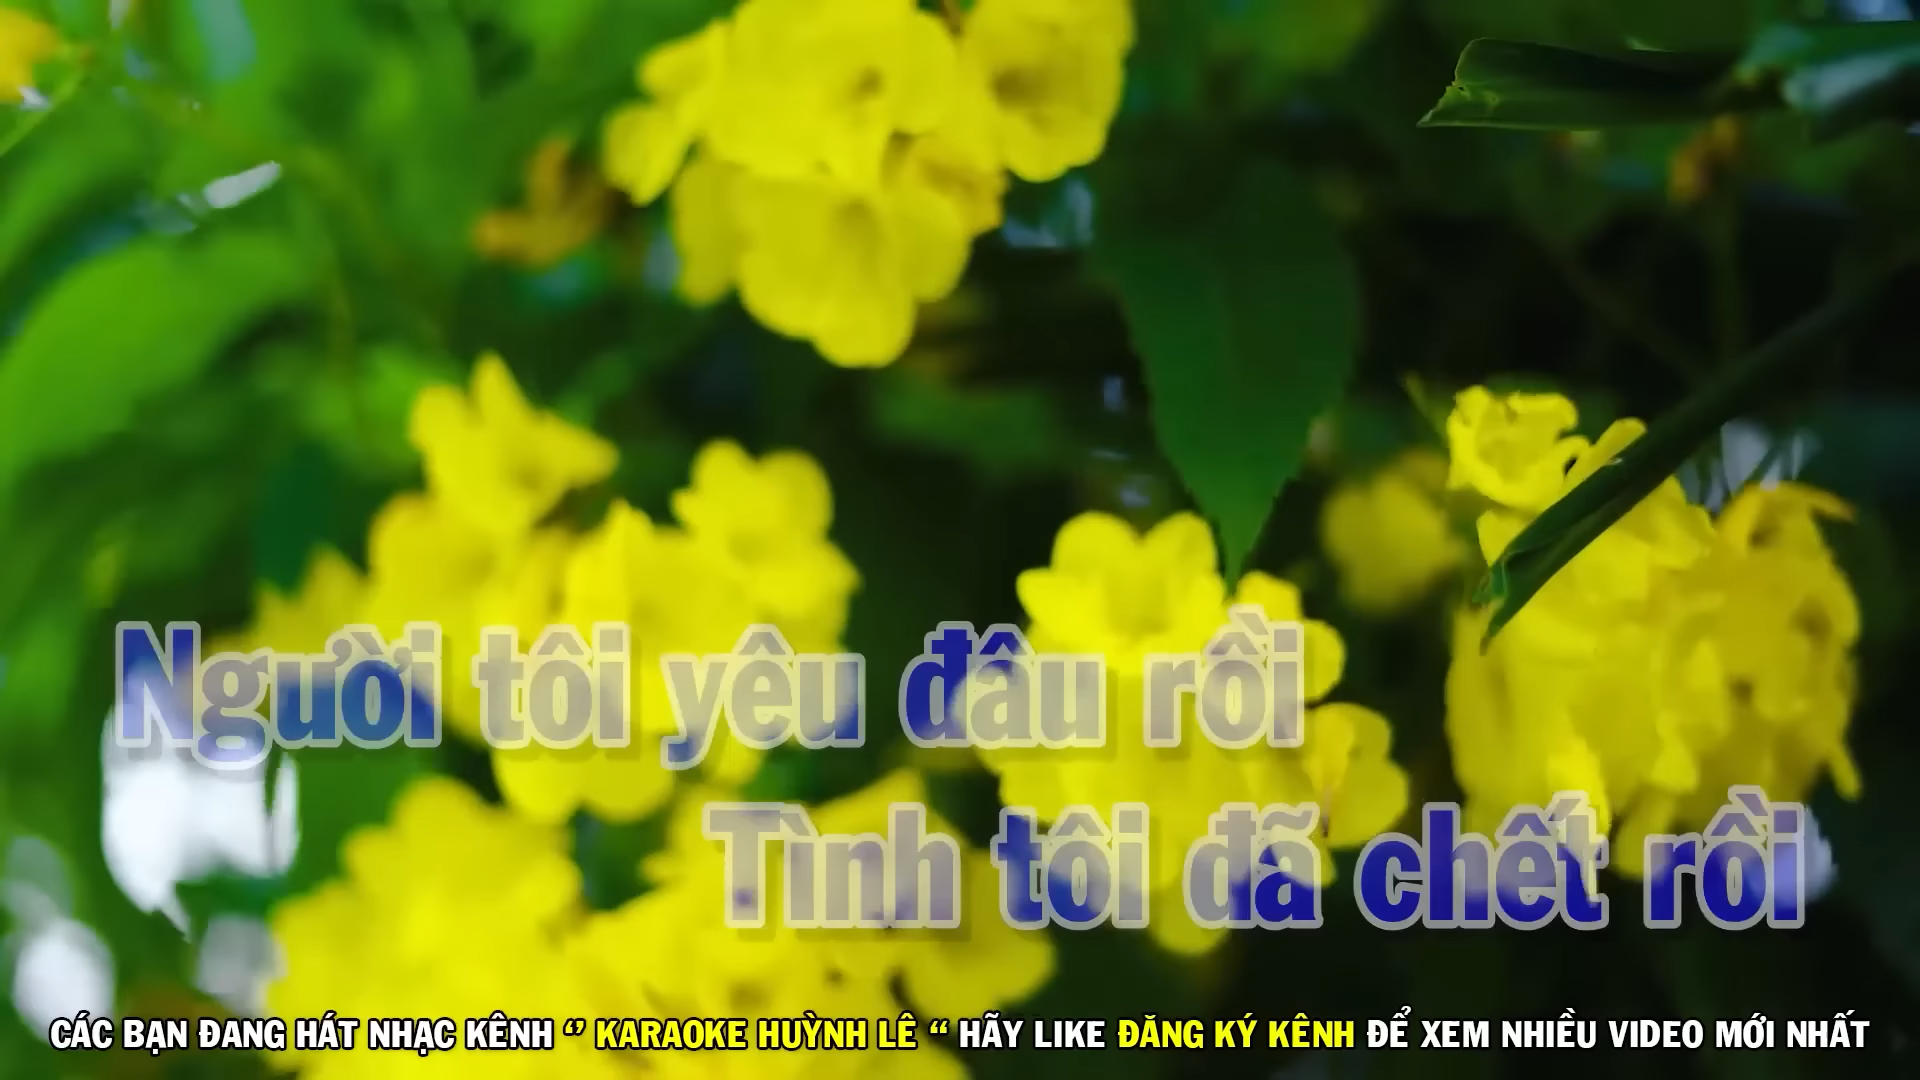 Người tôi yêu đâu rồi
Tình tôi đã chết rồi
CÁC BẠN ĐANG HÁT NHẠC KÊNH ‘’ KARAOKE HUỲNH LÊ “ HÃY LIKE ĐĂNG KÝ KÊNH ĐỂ XEM NHIỀU VIDEO MỚI NHẤT